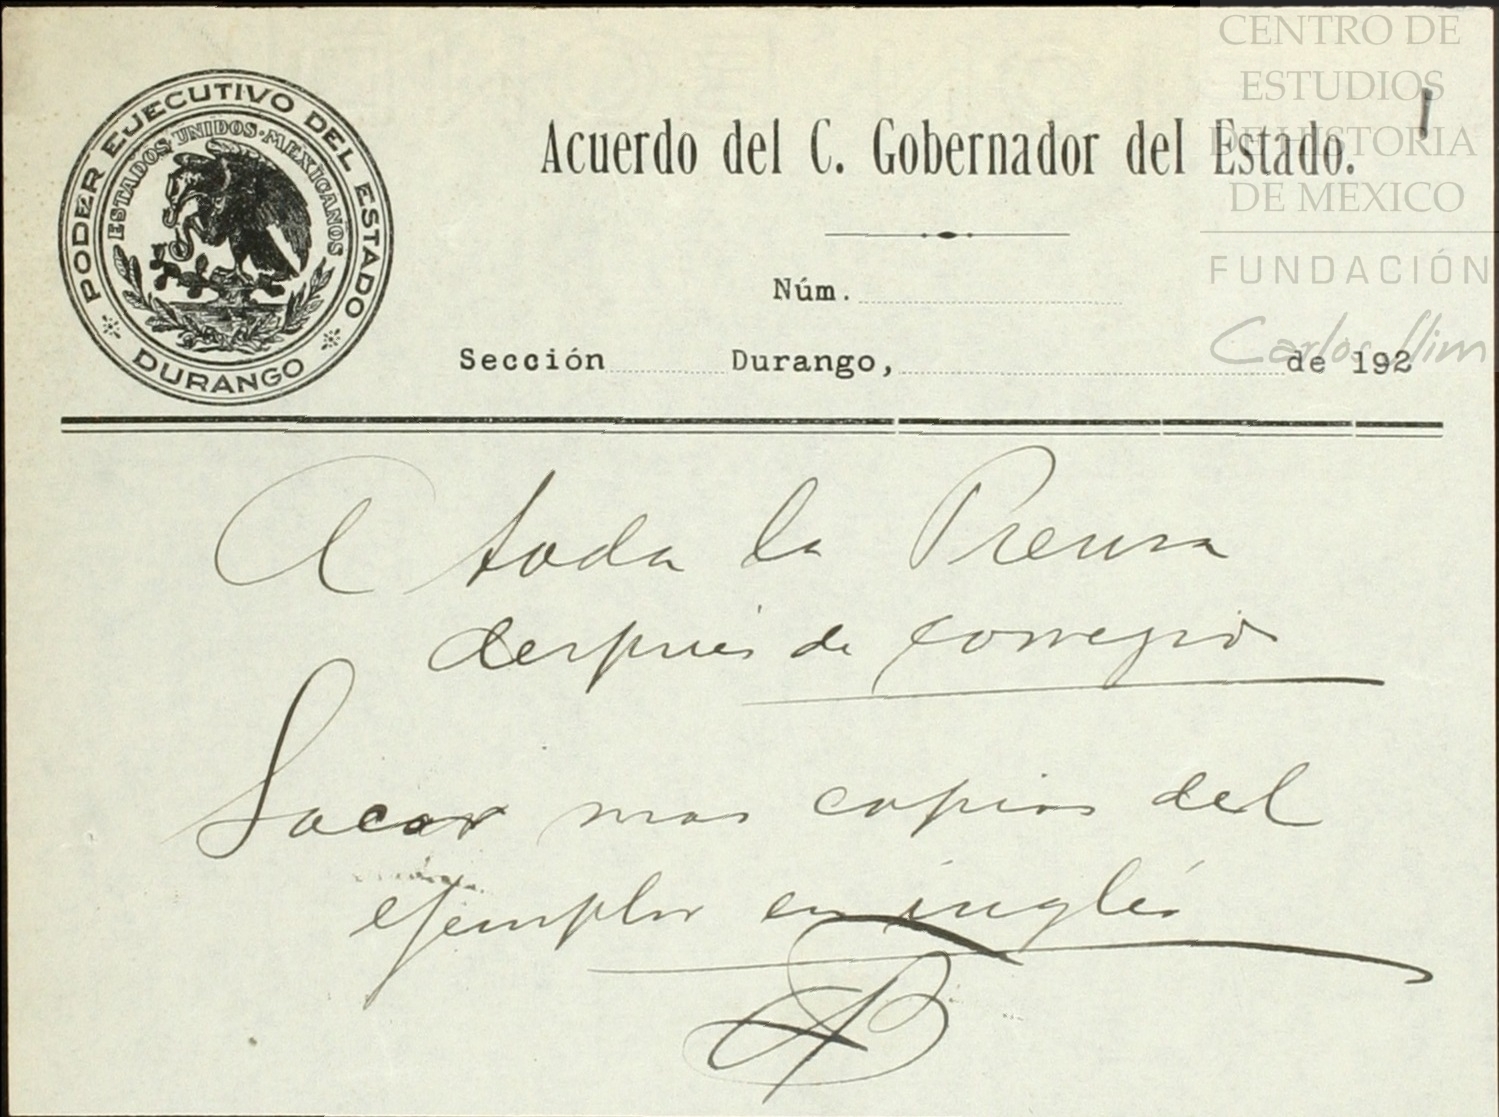 CENTRO DE
ESTUDIOS
DE HISTORIA
DE MEXICO
FUNDACIÓN
Carlos Slim
1
PODER EJECUTIVO DEL ESTADO
ESTADOS UNIDOS MEXICANOS
DURANGO
Acuerdo del C. Gobernador del Estado.
Núm.
Sección Durango, de 192
A toda la Prensa
después de
Sacar mas copias del
ejemplar en inglés